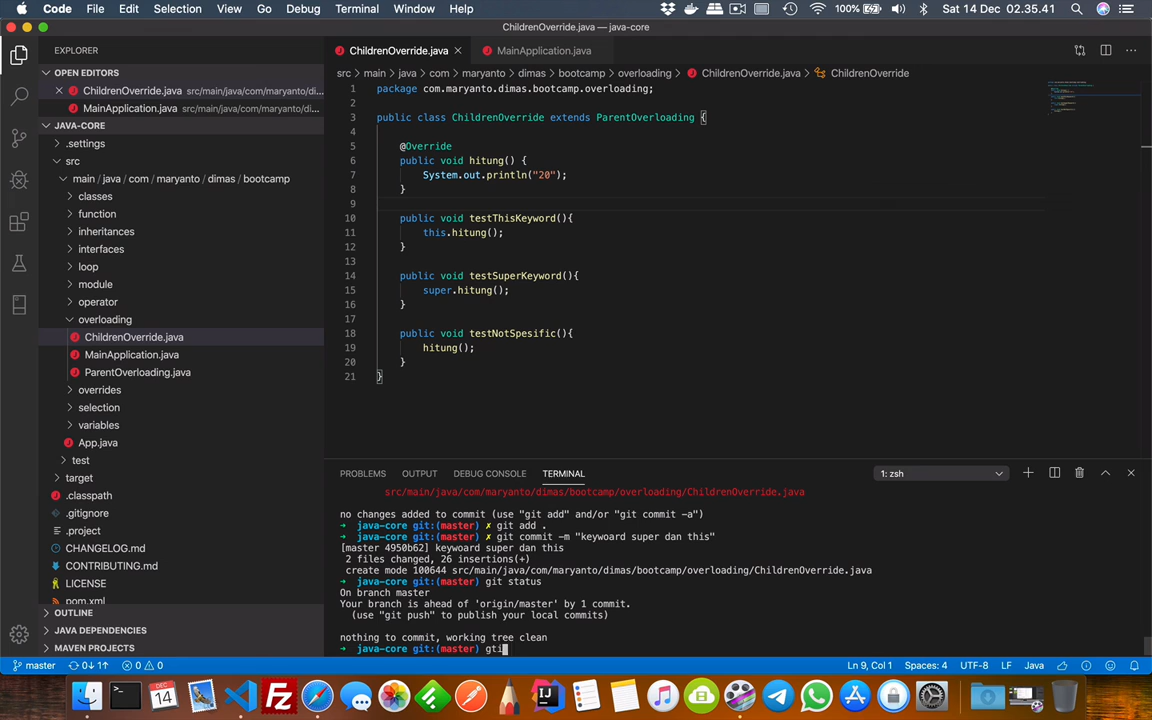 Code File Edit Selection View Go Debug Terminal Window Help 100% Sat 14 Dec 02.35.41
ChildrenOverride.java — java-core
EXPLORER
OPEN EDITORS
ChildrenOverride.java src/main/java/com/maryanto/di...
MainApplication.java src/main/java/com/maryanto/di...
JAVA-CORE
.settings
src
main / java / com / maryanto / dimas / bootcamp
classes
function
inheritances
interfaces
loop
module
operator
overloading
ChildrenOverride.java
MainApplication.java
ParentOverloading.java
overrides
selection
variables
App.java
test
target
.classpath
.gitignore
.project
CHANGELOG.md
CONTRIBUTING.md
LICENSE
pom.xml
OUTLINE
JAVA DEPENDENCIES
MAVEN PROJECTS
ChildrenOverride.java MainApplication.java
src > main > java > com > maryanto > dimas > bootcamp > overloading > ChildrenOverride.java > ChildrenOverride
1 package com.maryanto.dimas.bootcamp.overloading;
2
3 public class ChildrenOverride extends ParentOverloading {
4
5 @Override
6 public void hitung() {
7 System.out.println("20");
8 }
9
10 public void testThisKeyword(){
11 this.hitung();
12 }
13
14 public void testSuperKeyword(){
15 super.hitung();
16 }
17
18 public void testNotSpesific(){
19 hitung();
20 }
21 }
PROBLEMS OUTPUT DEBUG CONSOLE TERMINAL 1: zsh
src/main/java/com/maryanto/dimas/bootcamp/overloading/ChildrenOverride.java
no changes added to commit (use "git add" and/or "git commit -a")
➜ java-core git:(master) ✗ git add .
➜ java-core git:(master) ✗ git commit -m "keywoard super dan this"
[master 4950b62] keywoard super dan this
2 files changed, 26 insertions(+)
create mode 100644 src/main/java/com/maryanto/dimas/bootcamp/overloading/ChildrenOverride.java
➜ java-core git:(master) git status
On branch master
Your branch is ahead of 'origin/master' by 1 commit.
(use "git push" to publish your local commits)
nothing to commit, working tree clean
➜ java-core git:(master) gti
master 0↓ 1↑ 0 0 Ln 9, Col 1 Spaces: 4 UTF-8 LF Java
DEC
14
Fz
IJ